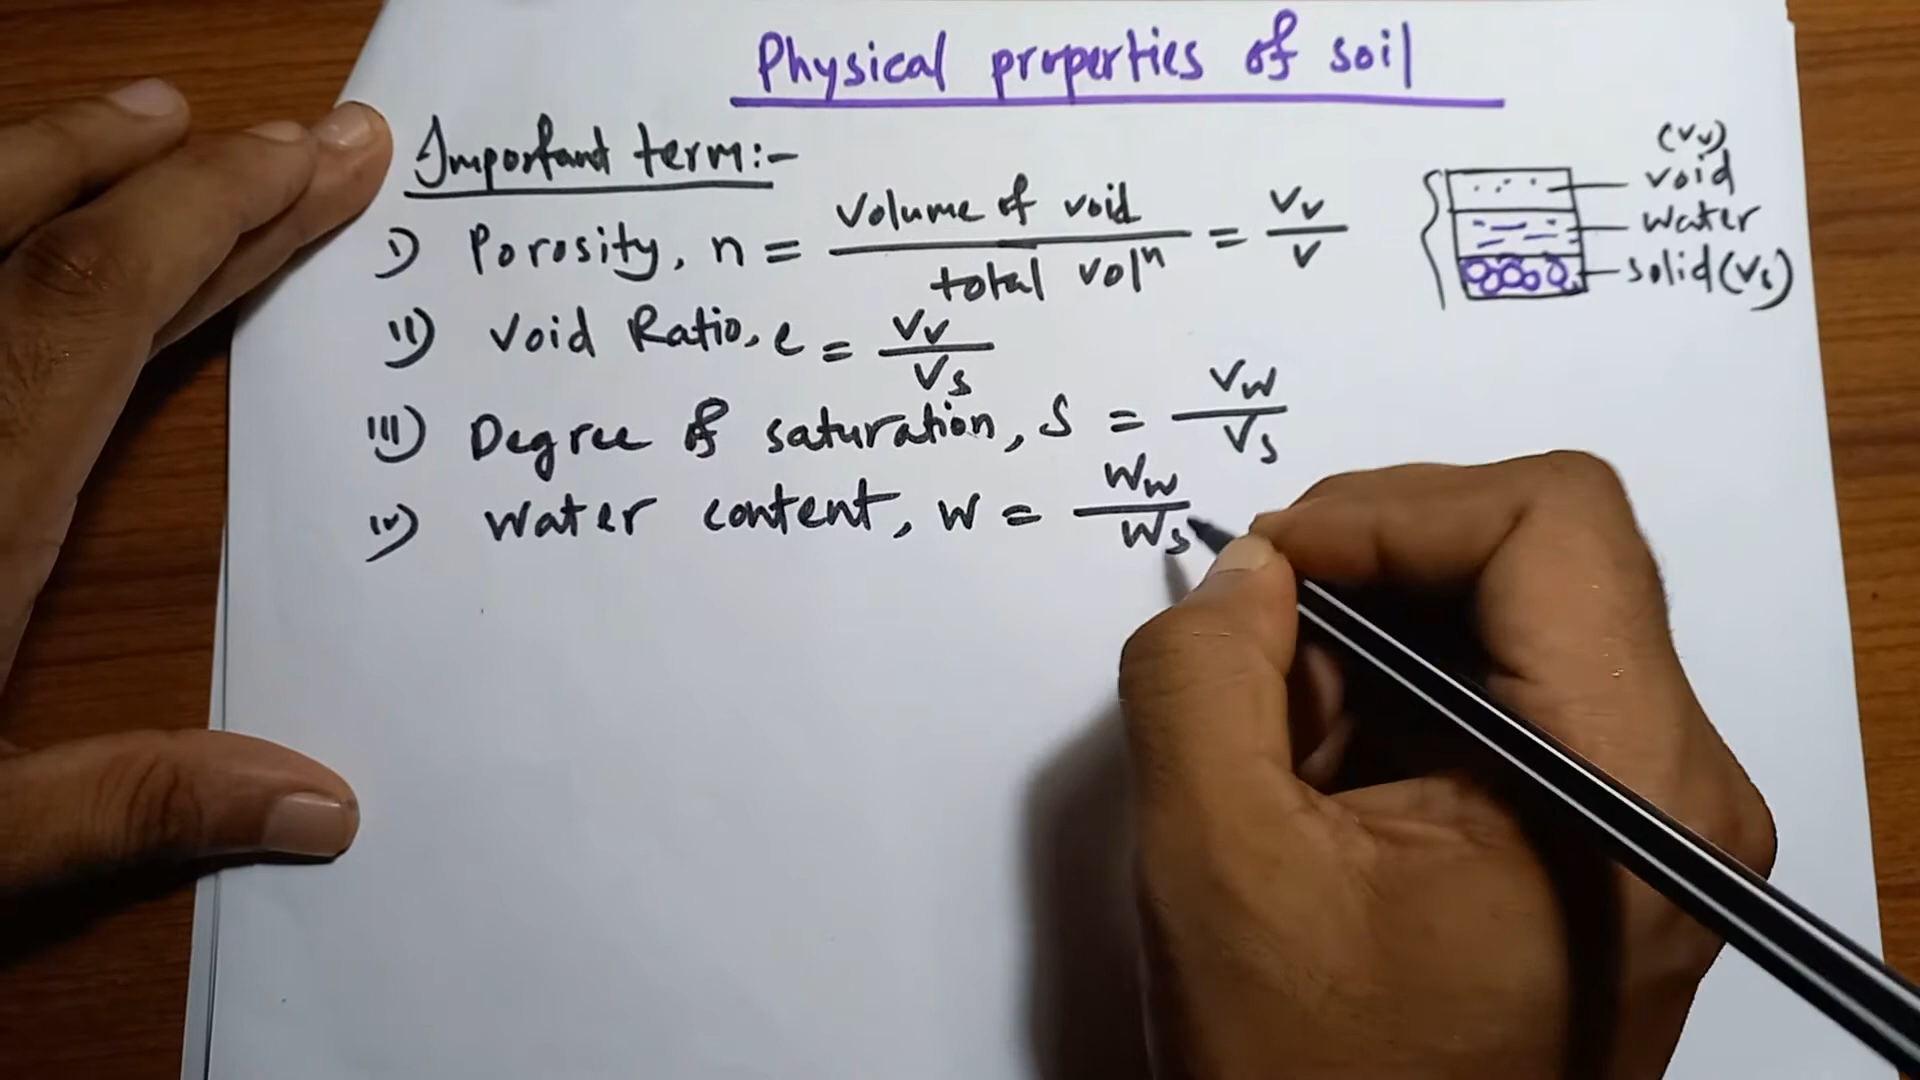 Physical properties of soil
Important term:-
i) Porosity, n = Volume of void / total volⁿ = Vv / V
ii) Void Ratio, e = Vv / Vs
iii) Degree of saturation, S = Vw / Vs
iv) Water content, w = Ww / Ws
(Vv)
void
water
solid (Vs)